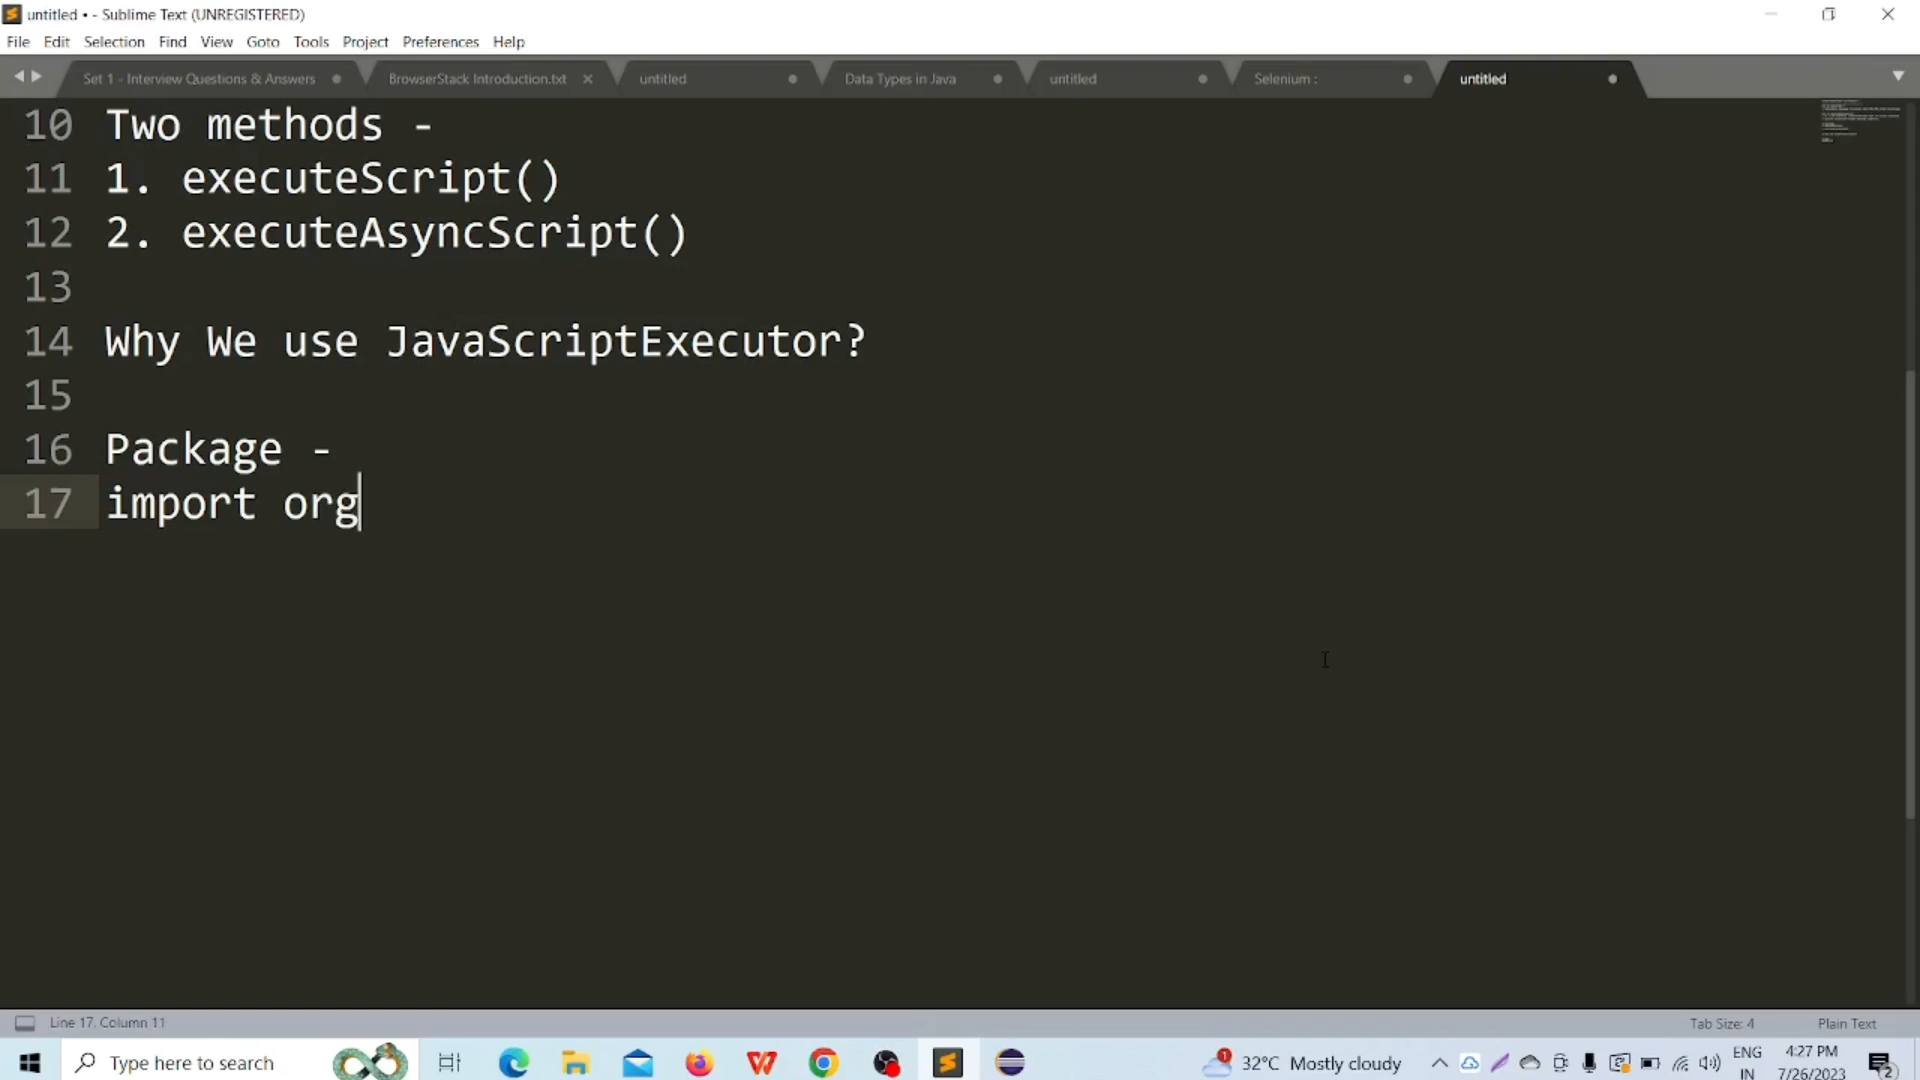 untitled • - Sublime Text (UNREGISTERED)
File Edit Selection Find View Goto Tools Project Preferences Help
Set 1 - Interview Questions & Answers BrowserStack Introduction.txt untitled Data Types in Java untitled Selenium : untitled
10 Two methods -
11 1. executeScript()
12 2. executeAsyncScript()
13
14 Why We use JavaScriptExecutor?
15
16 Package -
17 import org
Line 17, Column 11 Tab Size: 4 Plain Text
Type here to search 1 32°C Mostly cloudy ENG 4:27 PM
IN 7/26/2023 2